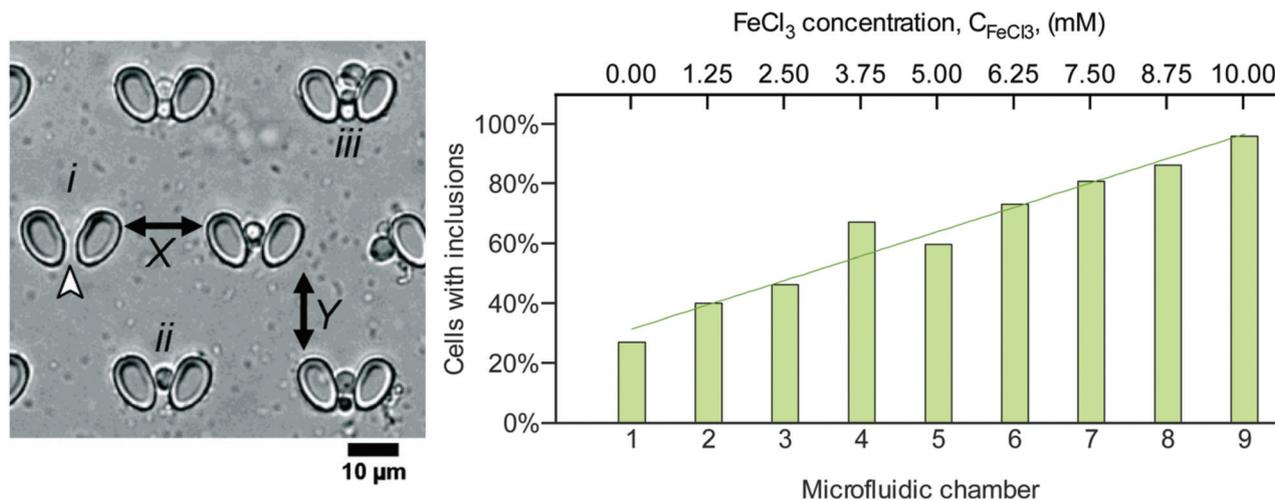 i
iii
X
ii
Y
10 µm
FeCl3 concentration, CFeCl3, (mM)
0.00 1.25 2.50 3.75 5.00 6.25 7.50 8.75 10.00
Cells with inclusions
100%
80%
60%
40%
20%
0%
1 2 3 4 5 6 7 8 9
Microfluidic chamber